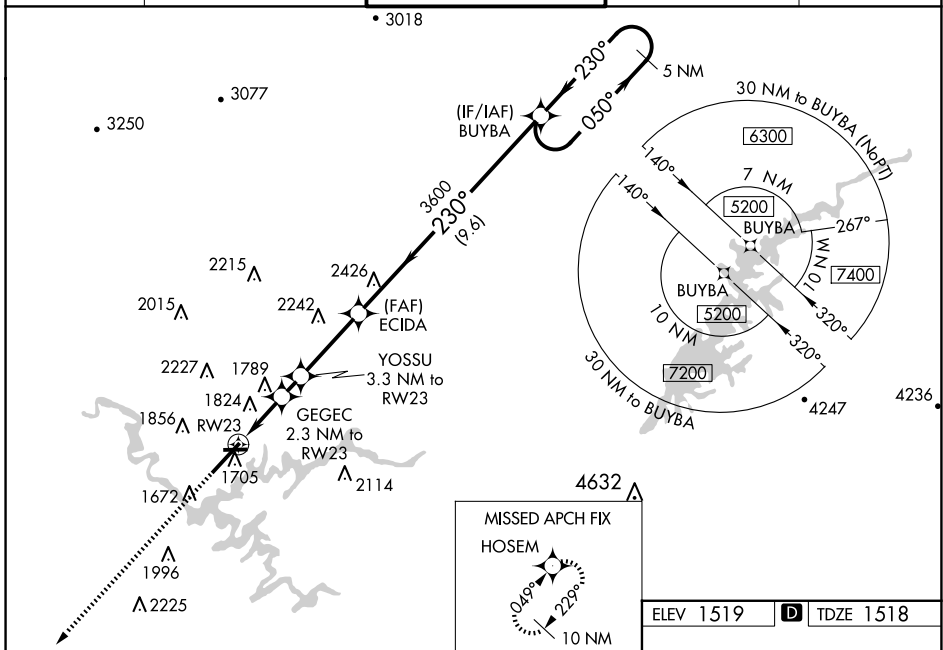 3018
3077
3250
230°
050°
5 NM
(IF/IAF)
BUYBA
3600
230°
(9.6)
30 NM to BUYBA (NoPT)
6300
140°
7 NM
5200
BUYBA
267°
10 NM
7400
320°
140°
BUYBA
5200
10 NM
320°
7200
30 NM to BUYBA
4247
4236
2215
2426
2015
2242
(FAF)
ECIDA
2227
1789
YOSSU
3.3 NM to
RW23
1824
1856
RW23
GEGEC
2.3 NM to
RW23
1705
2114
1672
4632
1996
2225
MISSED APCH FIX
HOSEM
049°
229°
10 NM
ELEV 1519
D
TDZE 1518